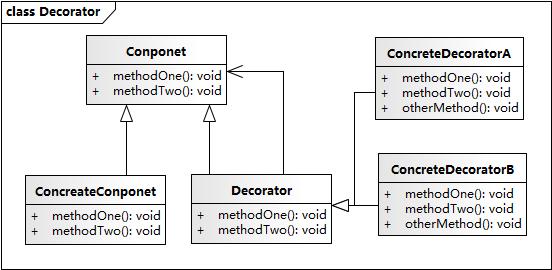 class Decorator
Conponet
+ methodOne(): void
+ methodTwo(): void
ConcreteDecoratorA
+ methodOne(): void
+ methodTwo(): void
+ otherMethod(): void
ConcreateConponet
+ methodOne(): void
+ methodTwo(): void
Decorator
+ methodOne(): void
+ methodTwo(): void
ConcreteDecoratorB
+ methodOne(): void
+ methodTwo(): void
+ otherMethod(): void